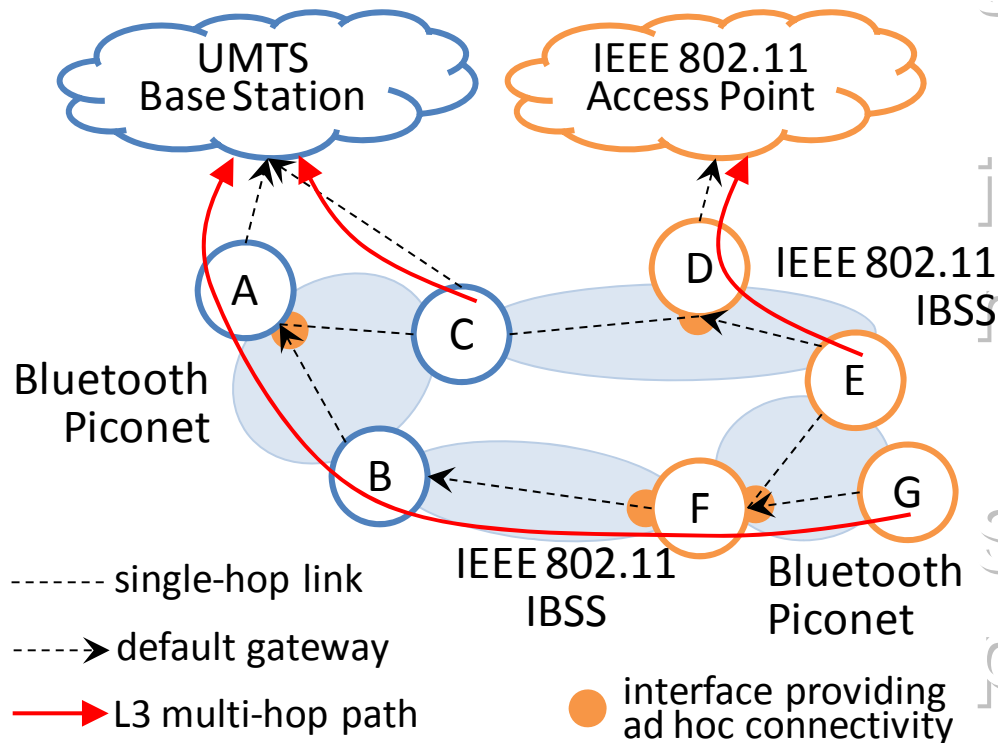 UMTS
Base Station
IEEE 802.11
Access Point
A
C
D
IEEE 802.11
IBSS
E
Bluetooth
Piconet
B
F
G
IEEE 802.11
IBSS
Bluetooth
Piconet
single-hop link
default gateway
L3 multi-hop path
interface providing
ad hoc connectivity